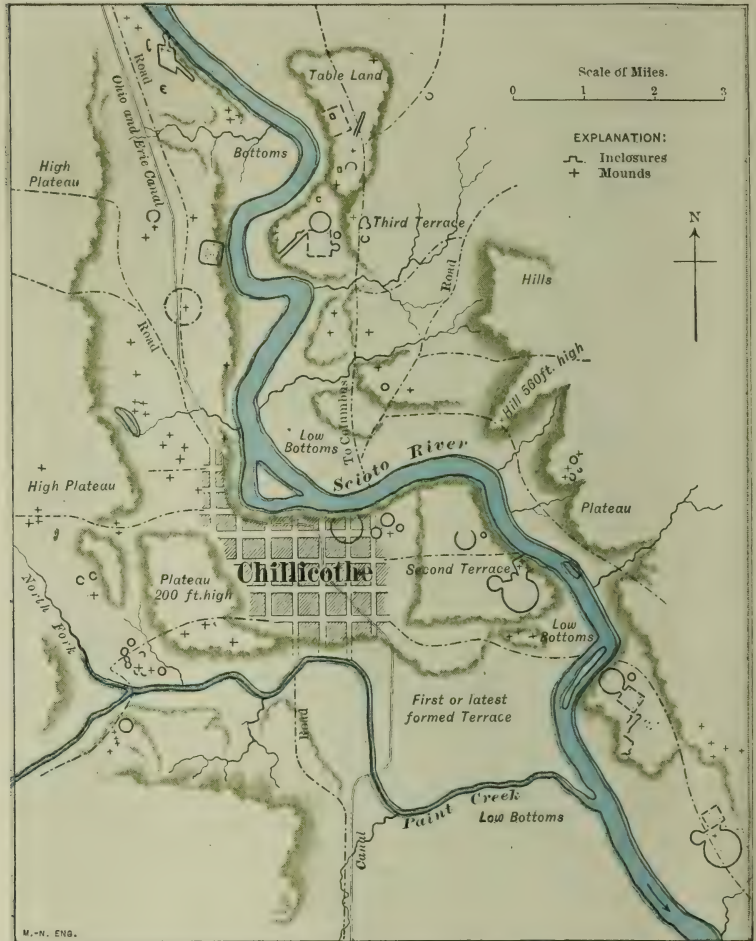 Road
Ohio and Erie Canal
Table Land
Scale of Miles.
0 1 2 3
EXPLANATION:
Inclosures
+ Mounds
Bottoms
High
Plateau
N
Third Terrace
Road
Hills
Road
Hill 560 ft. high
To Columbus
Low
Bottoms
Scioto River
High Plateau
Plateau
Chillicothe
Second Terrace
Plateau
200 ft. high
North Fork
Low
Bottoms
First or latest
formed Terrace
Road
Paint Creek
Low Bottoms
Canal
M.-N. ENG.